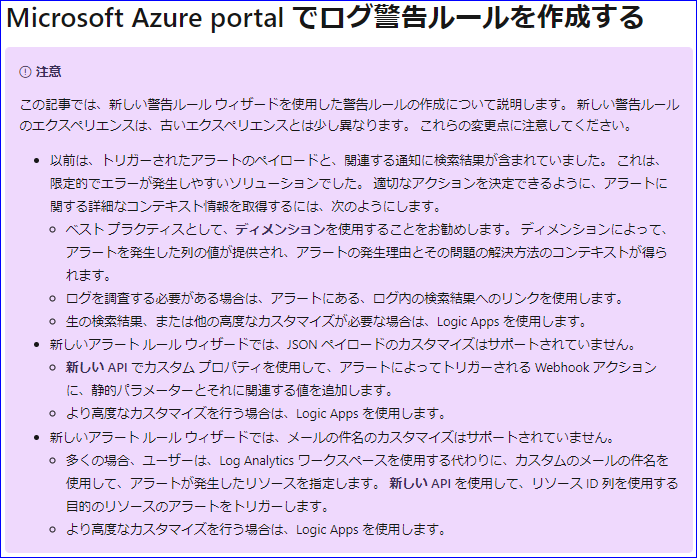 Microsoft Azure portal でログ警告ルールを作成する
注意
この記事では、新しい警告ルール ウィザードを使用した警告ルールの作成について説明します。 新しい警告ルール
のエクスペリエンスは、古いエクスペリエンスとは少し異なります。 これらの変更点に注意してください。
• 以前は、トリガーされたアラートのペイロードと、関連する通知に検索結果が含まれていました。 これは、
限定的でエラーが発生しやすいソリューションでした。 適切なアクションを決定できるように、アラートに
関する詳細なコンテキスト情報を取得するには、次のようにします。
○ ベスト プラクティスとして、ディメンションを使用することをお勧めします。 ディメンションによって、
アラートを発生した列の値が提供され、アラートの発生理由とその問題の解決方法のコンテキストが得ら
れます。
○ ログを調査する必要がある場合は、アラートにある、ログ内の検索結果へのリンクを使用します。
○ 生の検索結果、または他の高度なカスタマイズが必要な場合は、Logic Apps を使用します。
• 新しいアラート ルール ウィザードでは、JSON ペイロードのカスタマイズはサポートされていません。
○ 新しい API でカスタム プロパティを使用して、アラートによってトリガーされる Webhook アクション
に、静的パラメーターとそれに関連する値を追加します。
○ より高度なカスタマイズを行う場合は、Logic Apps を使用します。
• 新しいアラート ルール ウィザードでは、メールの件名のカスタマイズはサポートされていません。
○ 多くの場合、ユーザーは、Log Analytics ワークスペースを使用する代わりに、カスタムのメールの件名を
使用して、アラートが発生したリソースを指定します。 新しい API を使用して、リソース ID 列を使用する
目的のリソースのアラートをトリガーします。
○ より高度なカスタマイズを行う場合は、Logic Apps を使用します。